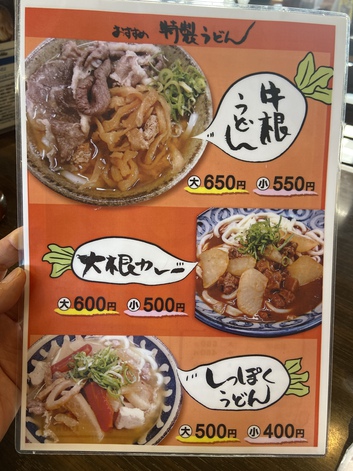 おすすめ 特製うどん
牛根
うどん
大 650円 小 550円
大根カレー
大 600円 小 500円
しっぽく
うどん
大 500円 小 400円